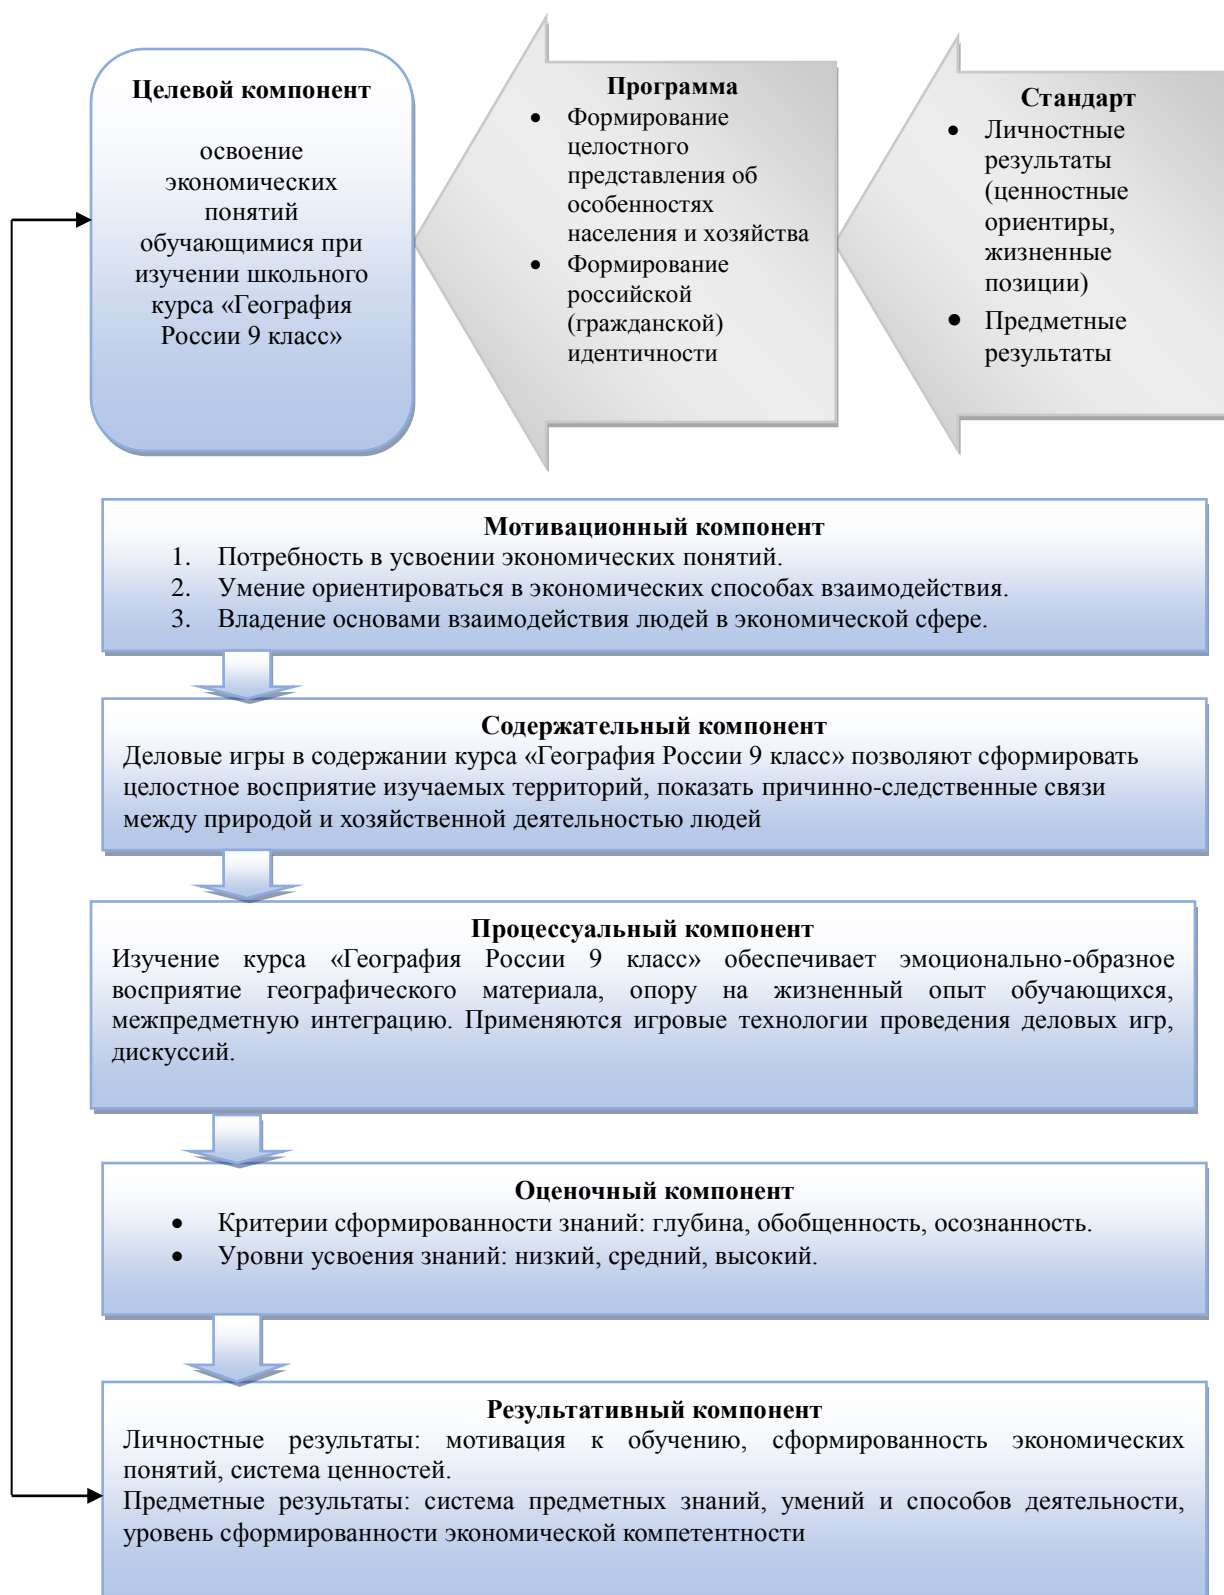 Целевой компонент
освоение
экономических
понятий
обучающимися при
изучении школьного
курса «География
России 9 класс»
Программа
• Формирование
целостного
представления об
особенностях
населения и хозяйства
• Формирование
российской
(гражданской)
идентичности
Стандарт
• Личностные
результаты
(ценностные
ориентиры,
жизненные
позиции)
• Предметные
результаты
Мотивационный компонент
1. Потребность в усвоении экономических понятий.
2. Умение ориентироваться в экономических способах взаимодействия.
3. Владение основами взаимодействия людей в экономической сфере.
Содержательный компонент
Деловые игры в содержании курса «География России 9 класс» позволяют сформировать
целостное восприятие изучаемых территорий, показать причинно-следственные связи
между природой и хозяйственной деятельностью людей
Процессуальный компонент
Изучение курса «География России 9 класс» обеспечивает эмоционально-образное
восприятие географического материала, опору на жизненный опыт обучающихся,
межпредметную интеграцию. Применяются игровые технологии проведения деловых игр,
дискуссий.
Оценочный компонент
• Критерии сформированности знаний: глубина, обобщенность, осознанность.
• Уровни усвоения знаний: низкий, средний, высокий.
Результативный компонент
Личностные результаты: мотивация к обучению, сформированность экономических
понятий, система ценностей.
Предметные результаты: система предметных знаний, умений и способов деятельности,
уровень сформированности экономической компетентности